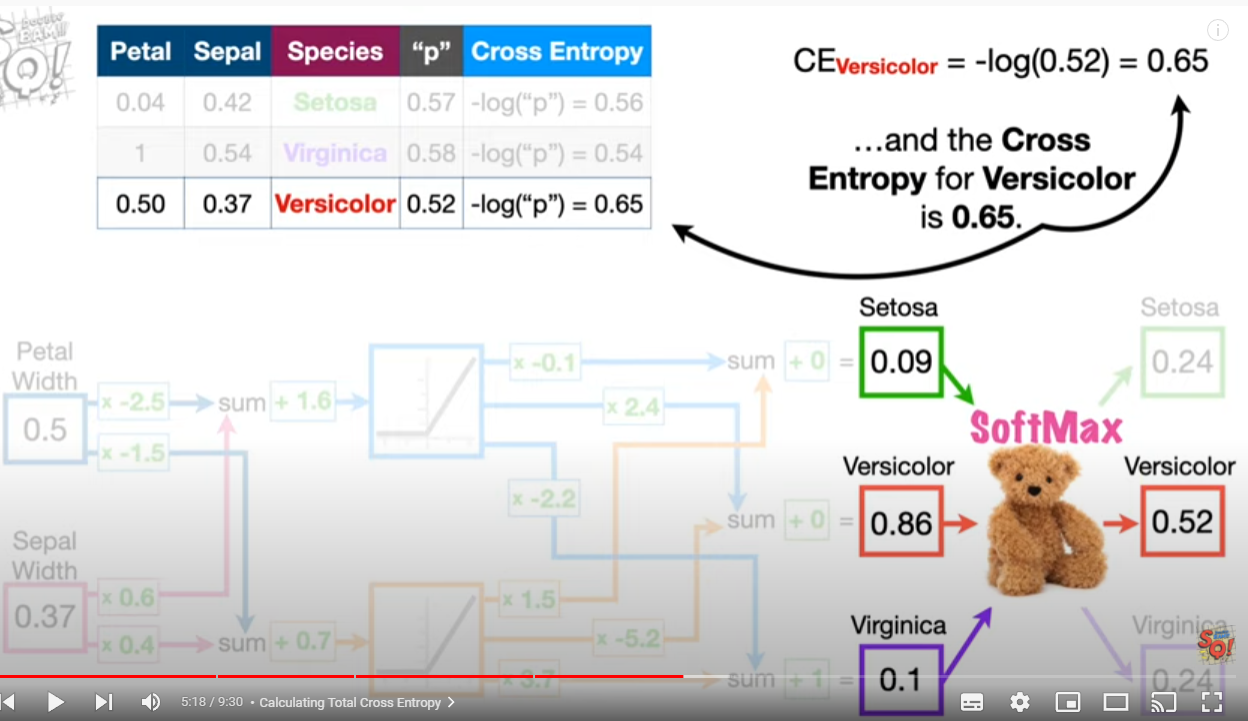 Petal Sepal Species “p” Cross Entropy
0.04 0.42 Setosa 0.57 -log(“p”) = 0.56
1 0.54 Virginica 0.58 -log(“p”) = 0.54
0.50 0.37 Versicolor 0.52 -log(“p”) = 0.65
CEVersicolor = -log(0.52) = 0.65
…and the Cross
Entropy for Versicolor
is 0.65.
Petal
Width
0.5
x -2.5
x -1.5
sum + 1.6
Sepal
Width
0.37
x 0.6
x 0.4
sum + 0.7
x -0.1
x 2.4
x -2.2
x 1.5
x -5.2
x 3.7
sum + 0 =
sum + 0 =
sum + 1 =
Setosa
0.09
Versicolor
0.86
Virginica
0.1
SoftMax
Setosa
0.24
Versicolor
0.52
Virginica
0.24
SQ!
5:18 / 9:30 • Calculating Total Cross Entropy